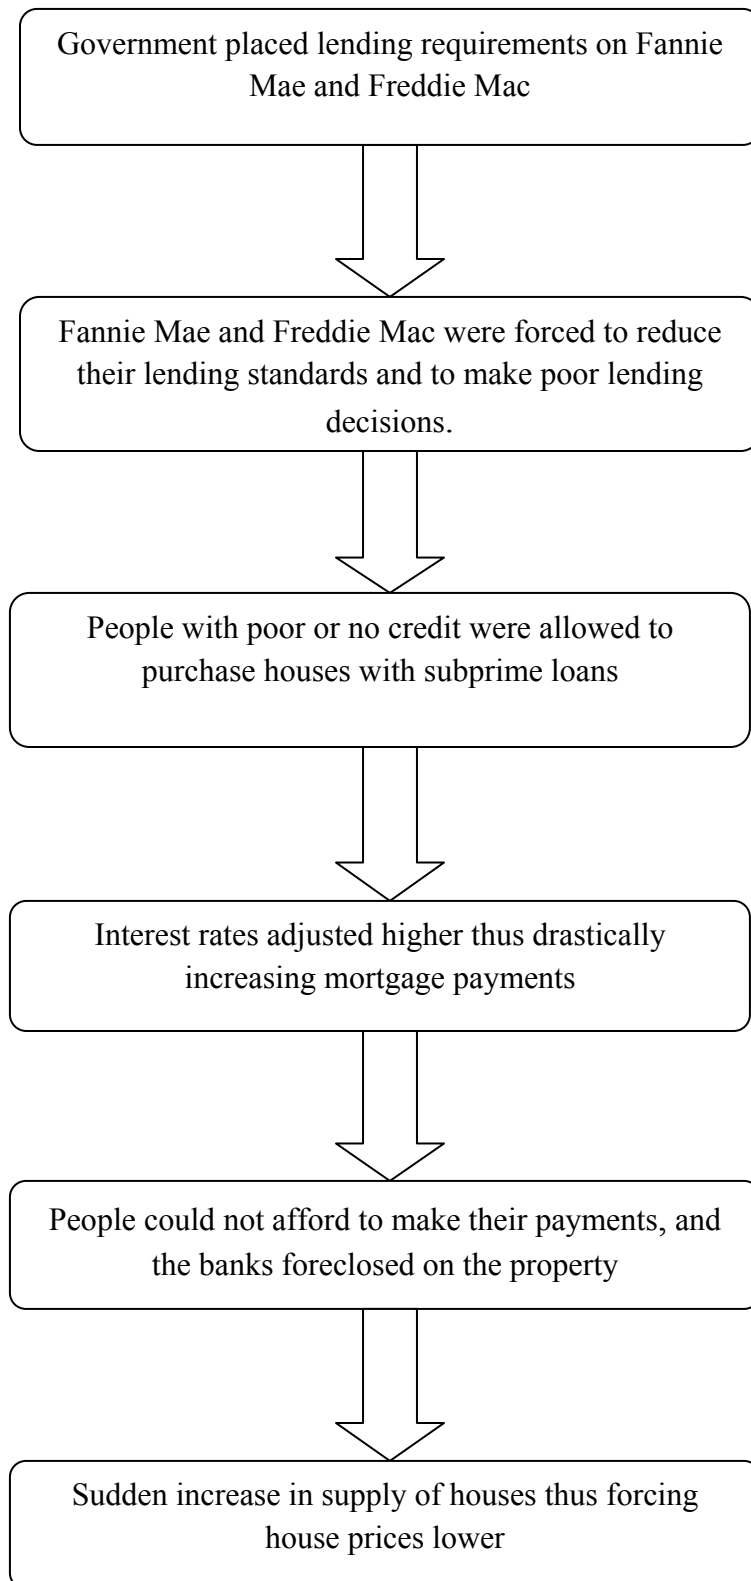 Government placed lending requirements on Fannie
Mae and Freddie Mac
Fannie Mae and Freddie Mac were forced to reduce
their lending standards and to make poor lending
decisions.
People with poor or no credit were allowed to
purchase houses with subprime loans
Interest rates adjusted higher thus drastically
increasing mortgage payments
People could not afford to make their payments, and
the banks foreclosed on the property
Sudden increase in supply of houses thus forcing
house prices lower